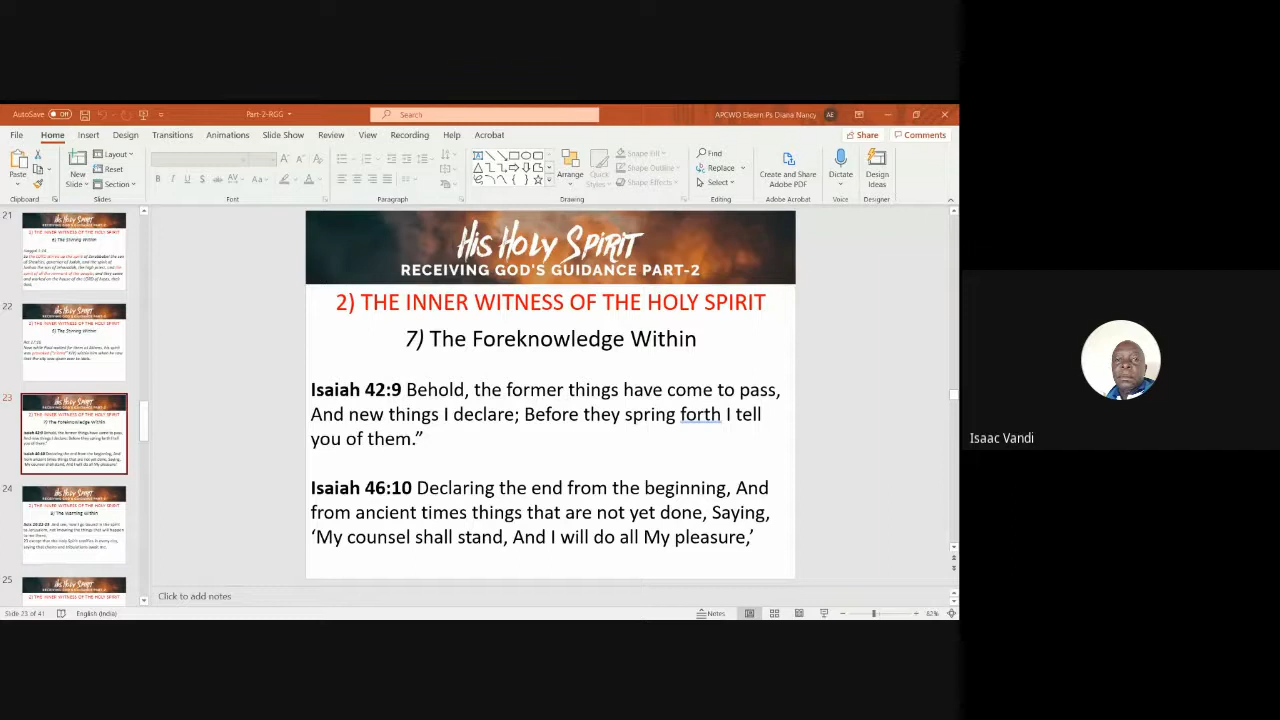 AutoSave Off
Part-2-RGG
Search
APCWO Elearn Ps Diana Nancy AE
File Home Insert Design Transitions Animations Slide Show Review View Recording Help Acrobat
Share Comments
Paste
New
Slide
Layout
Reset
Section
Arrange
Quick
Styles
Shape Fill
Shape Outline
Shape Effects
Find
Replace
Select
Create and Share
Adobe PDF
Dictate
Design
Ideas
Clipboard Slides Font Paragraph Drawing Editing Adobe Acrobat Voice Designer
21
22
23
24
25
HIS HOLY SPIRIT
RECEIVING GOD'S GUIDANCE PART-2
2) THE INNER WITNESS OF THE HOLY SPIRIT
7) The Foreknowledge Within
Isaiah 42:9 Behold, the former things have come to pass,
And new things I declare; Before they spring forth I tell
you of them.”
Isaiah 46:10 Declaring the end from the beginning, And
from ancient times things that are not yet done, Saying,
‘My counsel shall stand, And I will do all My pleasure,’
Click to add notes
Slide 23 of 41 English (India)
Notes
82%
Isaac Vandi